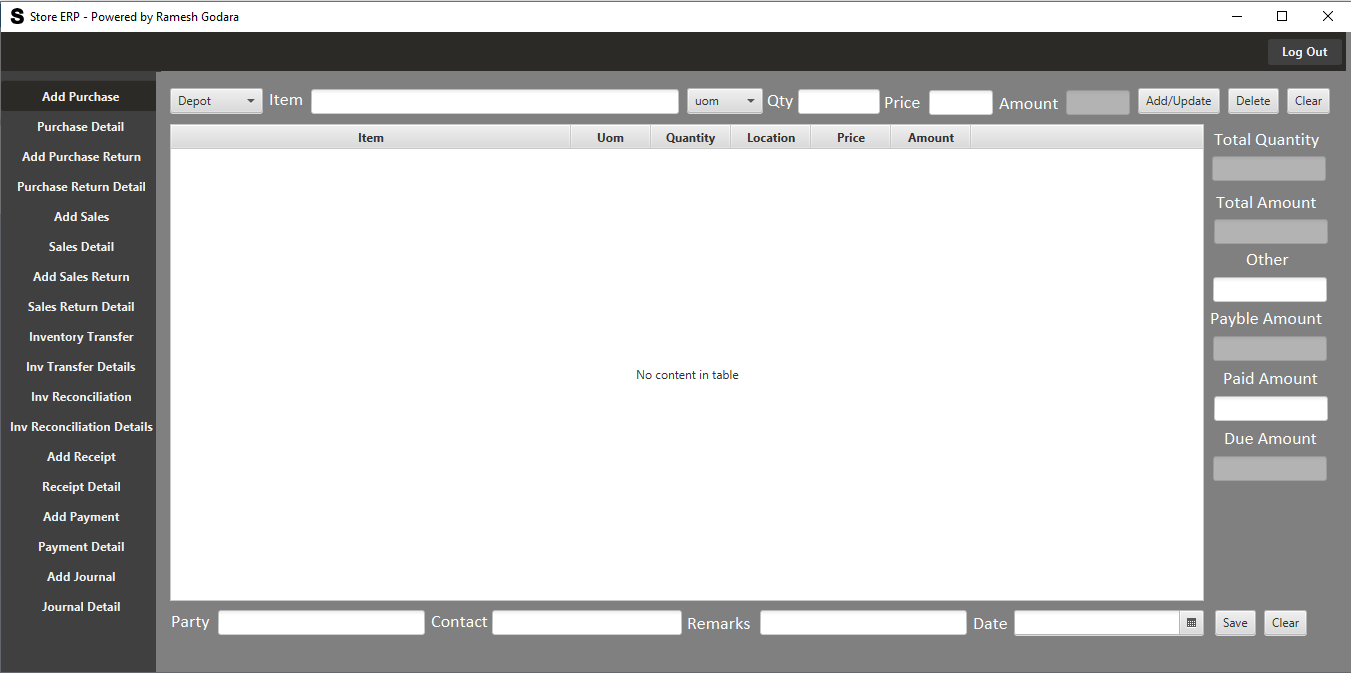 S Store ERP - Powered by Ramesh Godara
Log Out
Add Purchase
Purchase Detail
Add Purchase Return
Purchase Return Detail
Add Sales
Sales Detail
Add Sales Return
Sales Return Detail
Inventory Transfer
Inv Transfer Details
Inv Reconciliation
Inv Reconciliation Details
Add Receipt
Receipt Detail
Add Payment
Payment Detail
Add Journal
Journal Detail
Depot Item uom Qty Price Amount Add/Update Delete Clear
Item Uom Quantity Location Price Amount
No content in table
Total Quantity
Total Amount
Other
Payble Amount
Paid Amount
Due Amount
Party Contact Remarks Date Save Clear